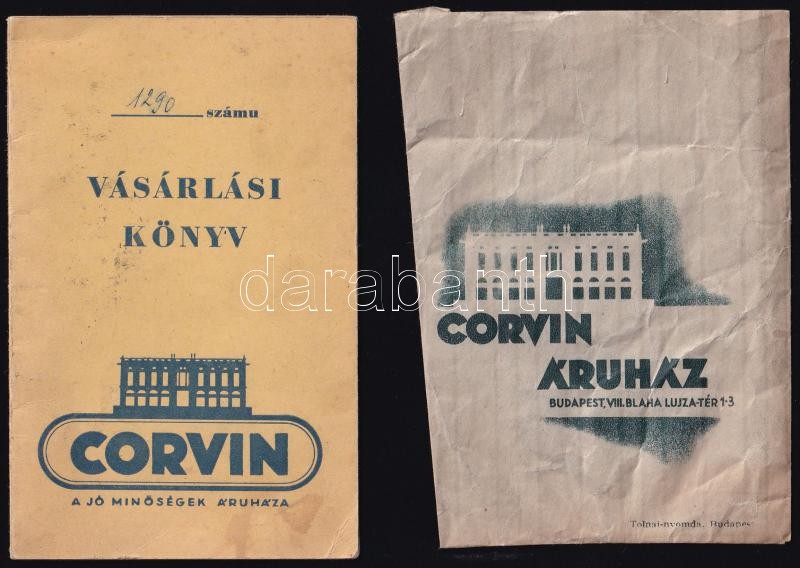 1290 számu
VÁSÁRLÁSI
KÖNYV
CORVIN
A JÓ MINŐSÉGEK ÁRUHÁZA
CORVIN
ÁRUHÁZ
BUDAPEST, VIII. BLAHA LUJZA-TÉR 1-3
Tolnai-nyomda, Budapest
darabanth